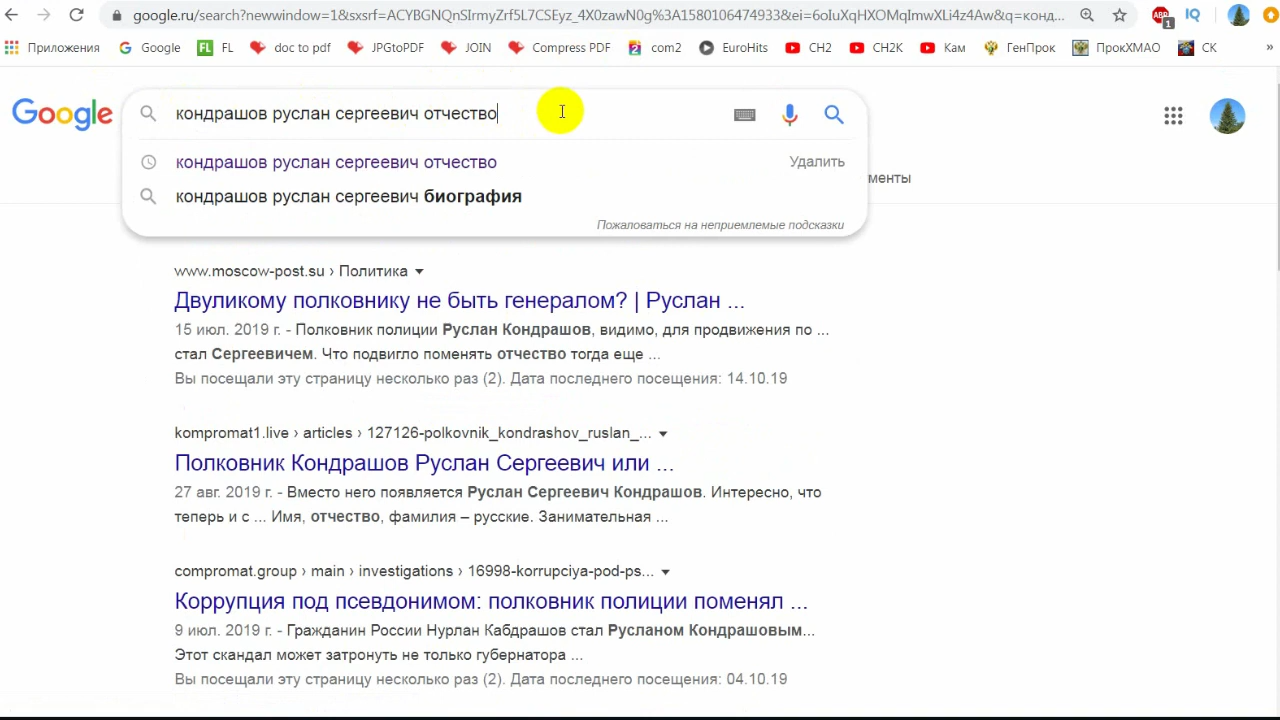 google.ru/search?newwindow=1&sxsrf=ACYBGNQnSIrmyZrf5L7CSEyz_4X0zawN0g%3A1580106474933&ei=6oIuXqHXOMqImwXLi4z4Aw&q=конд...
ABP 1 IQ
Приложения Google FL FL doc to pdf JPGtoPDF JOIN Compress PDF 2 com2 EuroHits CH2 CH2K Кам ГенПрок ПрокХМАО СК »
Google кондрашов руслан сергеевич отчество
кондрашов руслан сергеевич отчество Удалить
менты
кондрашов руслан сергеевич биография
Пожаловаться на неприемлемые подсказки
www.moscow-post.su › Политика
Двуликому полковнику не быть генералом? | Руслан ...
15 июл. 2019 г. - Полковник полиции Руслан Кондрашов, видимо, для продвижения по ...
стал Сергеевичем. Что подвигло поменять отчество тогда еще ...
Вы посещали эту страницу несколько раз (2). Дата последнего посещения: 14.10.19
kompromat1.live › articles › 127126-polkovnik_kondrashov_ruslan_...
Полковник Кондрашов Руслан Сергеевич или ...
27 авг. 2019 г. - Вместо него появляется Руслан Сергеевич Кондрашов. Интересно, что
теперь и с ... Имя, отчество, фамилия – русские. Занимательная ...
compromat.group › main › investigations › 16998-korrupciya-pod-ps...
Коррупция под псевдонимом: полковник полиции поменял ...
9 июл. 2019 г. - Гражданин России Нурлан Кабдрашов стал Русланом Кондрашовым...
Этот скандал может затронуть не только губернатора ...
Вы посещали эту страницу несколько раз (2). Дата последнего посещения: 04.10.19